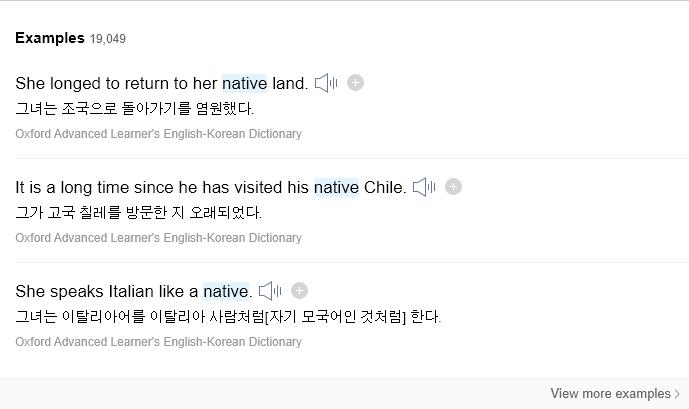 Examples 19,049
She longed to return to her native land.
그녀는 조국으로 돌아가기를 염원했다.
Oxford Advanced Learner's English-Korean Dictionary
It is a long time since he has visited his native Chile.
그가 고국 칠레를 방문한 지 오래되었다.
Oxford Advanced Learner's English-Korean Dictionary
She speaks Italian like a native.
그녀는 이탈리아어를 이탈리아 사람처럼[자기 모국어인 것처럼] 한다.
Oxford Advanced Learner's English-Korean Dictionary
View more examples